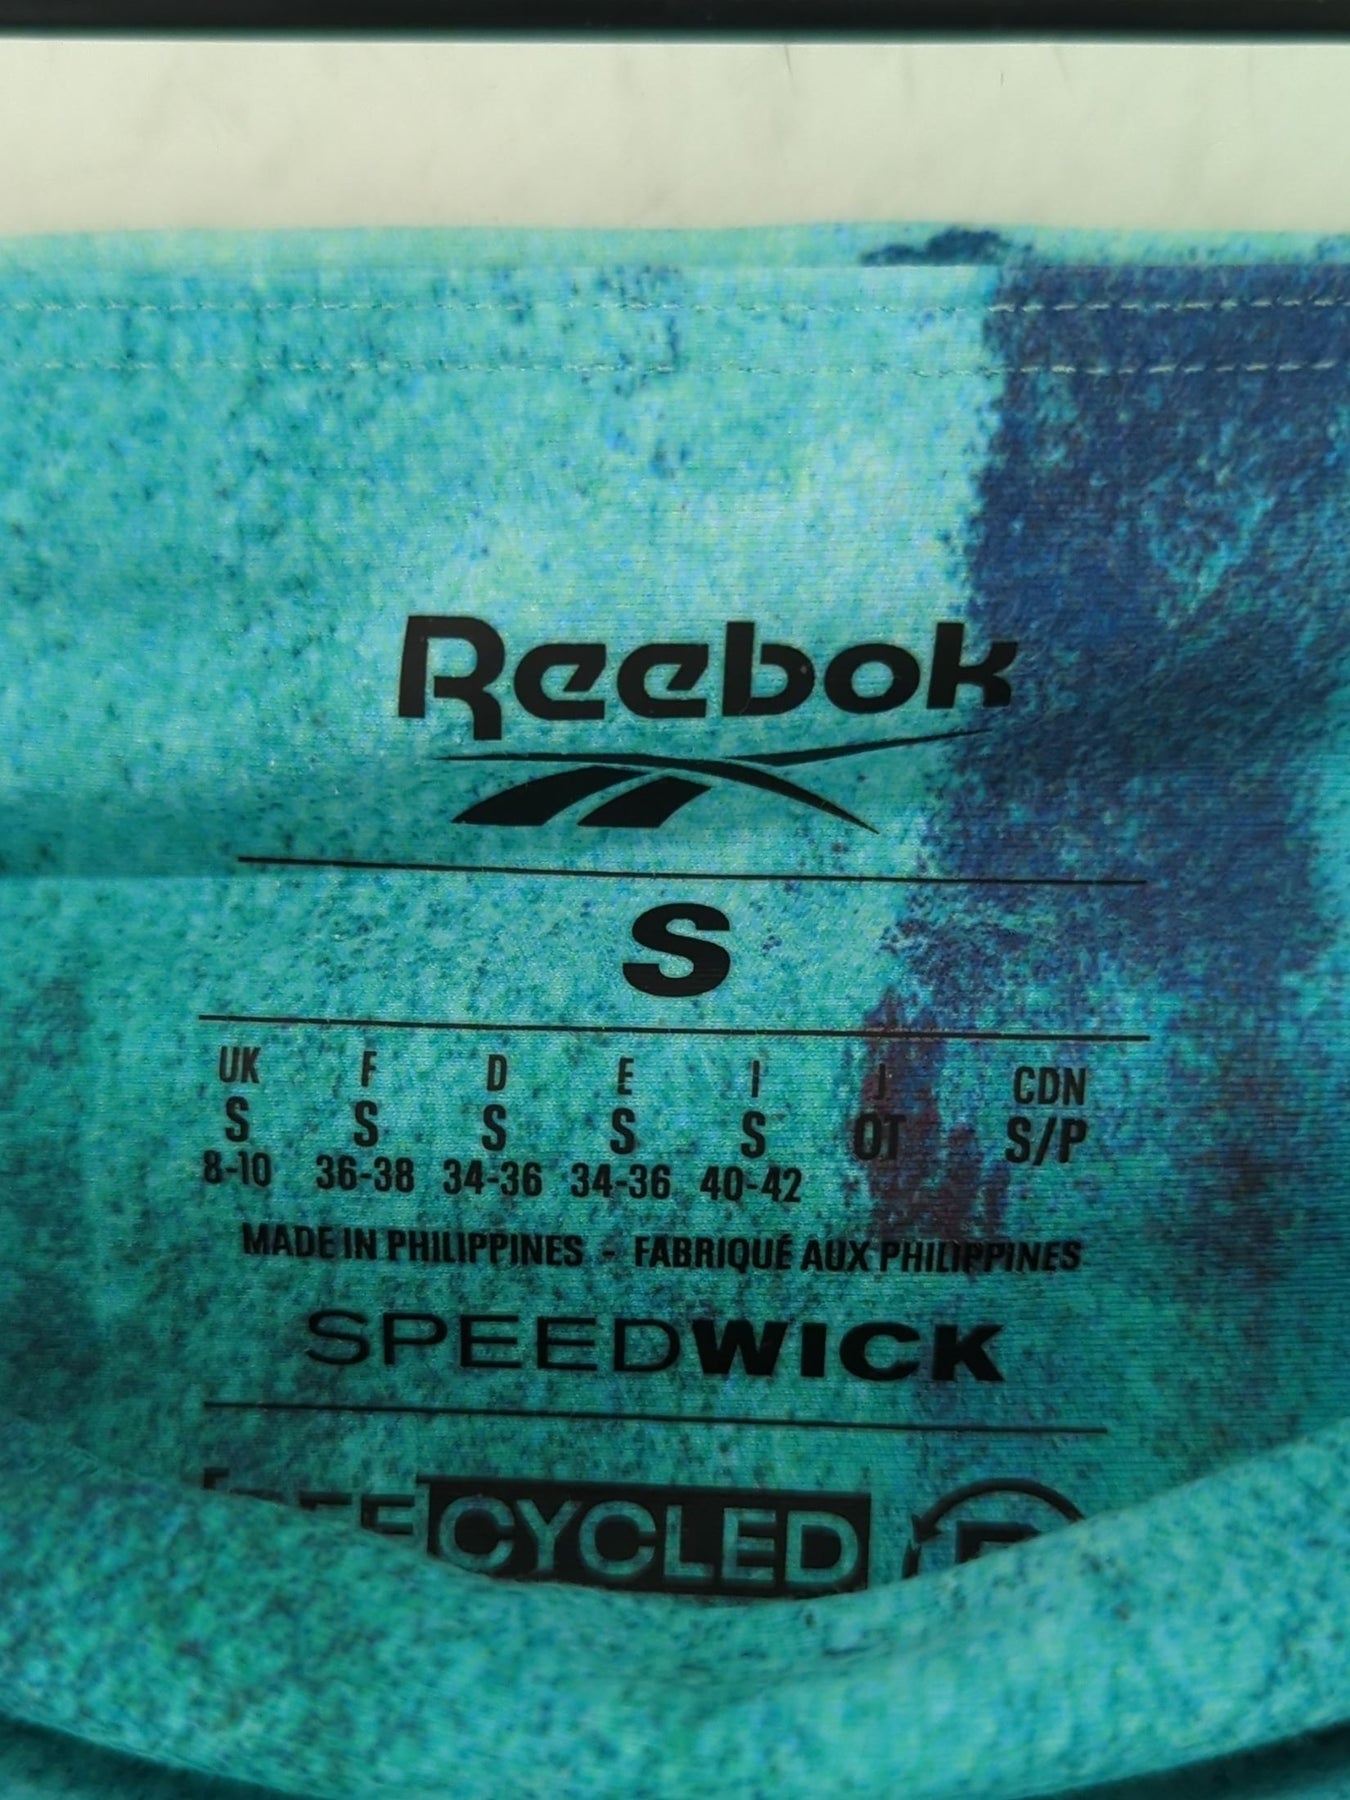 Reebok
S
UK F D E I J CDN
S S S S S OT S/P
8-10 36-38 34-36 34-36 40-42
MADE IN PHILIPPINES - FABRIQUÉ AUX PHILIPPINES
SPEEDWICK
CYCLED